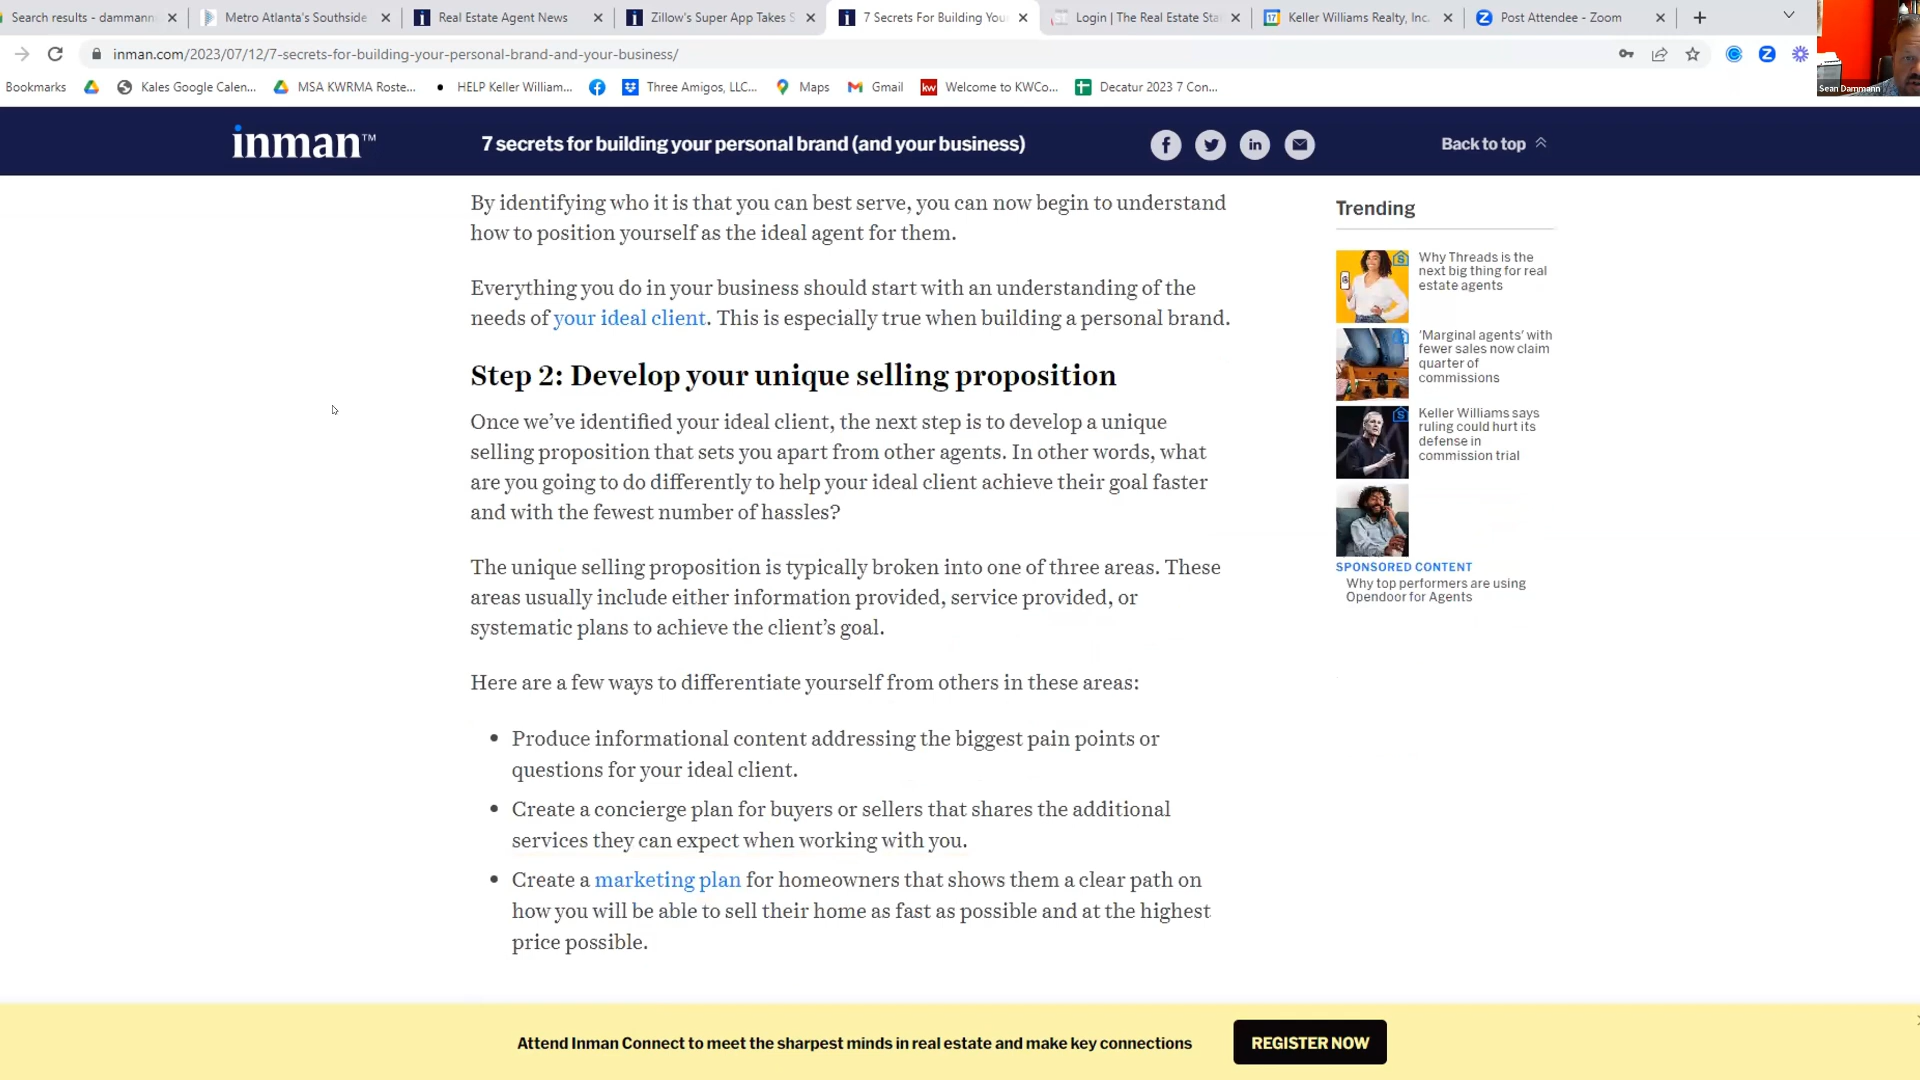 Search results - dammann
Metro Atlanta's Southside
Real Estate Agent News
Zillow's Super App Takes S
7 Secrets For Building You
Login | The Real Estate Sta
Keller Williams Realty, Inc.
Post Attendee - Zoom
inman.com/2023/07/12/7-secrets-for-building-your-personal-brand-and-your-business/
Sean Dammann
Bookmarks
Kales Google Calen...
MSA KWRMA Roste...
HELP Keller William...
Three Amigos, LLC...
Maps
Gmail
Welcome to KWCo...
Decatur 2023 7 Con...
inman™
7 secrets for building your personal brand (and your business)
Back to top
By identifying who it is that you can best serve, you can now begin to understand
how to position yourself as the ideal agent for them.
Everything you do in your business should start with an understanding of the
needs of your ideal client. This is especially true when building a personal brand.
Step 2: Develop your unique selling proposition
Once we've identified your ideal client, the next step is to develop a unique
selling proposition that sets you apart from other agents. In other words, what
are you going to do differently to help your ideal client achieve their goal faster
and with the fewest number of hassles?
The unique selling proposition is typically broken into one of three areas. These
areas usually include either information provided, service provided, or
systematic plans to achieve the client's goal.
Here are a few ways to differentiate yourself from others in these areas:
• Produce informational content addressing the biggest pain points or
questions for your ideal client.
• Create a concierge plan for buyers or sellers that shares the additional
services they can expect when working with you.
• Create a marketing plan for homeowners that shows them a clear path on
how you will be able to sell their home as fast as possible and at the highest
price possible.
Trending
Why Threads is the
next big thing for real
estate agents
'Marginal agents' with
fewer sales now claim
quarter of
commissions
Keller Williams says
ruling could hurt its
defense in
commission trial
SPONSORED CONTENT
Why top performers are using
Opendoor for Agents
Attend Inman Connect to meet the sharpest minds in real estate and make key connections
REGISTER NOW